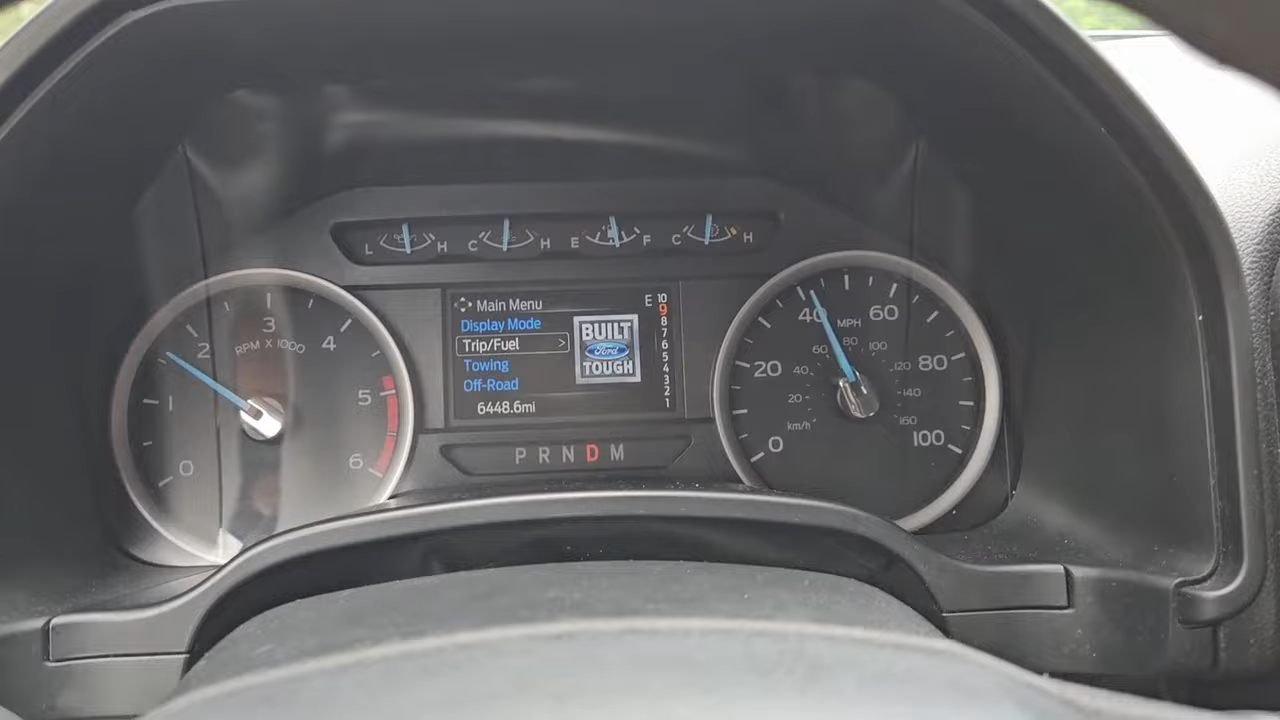 L H C H E F C H
3
2 4
RPM X 1000
1 5
0 6
Main Menu
Display Mode
Trip/Fuel >
Towing
Off-Road
6448.6mi
BUILT
Ford
TOUGH
E 10
9
8
7
6
5
4
3
2
1
P R N D M
40 60
MPH
20 80
0 100
60 80 100
40 120
20 140
km/h 160